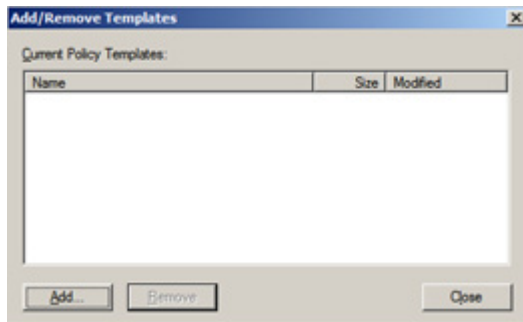 Add/Remove Templates
Current Policy Templates:
Name Size Modified
Add... Remove Close